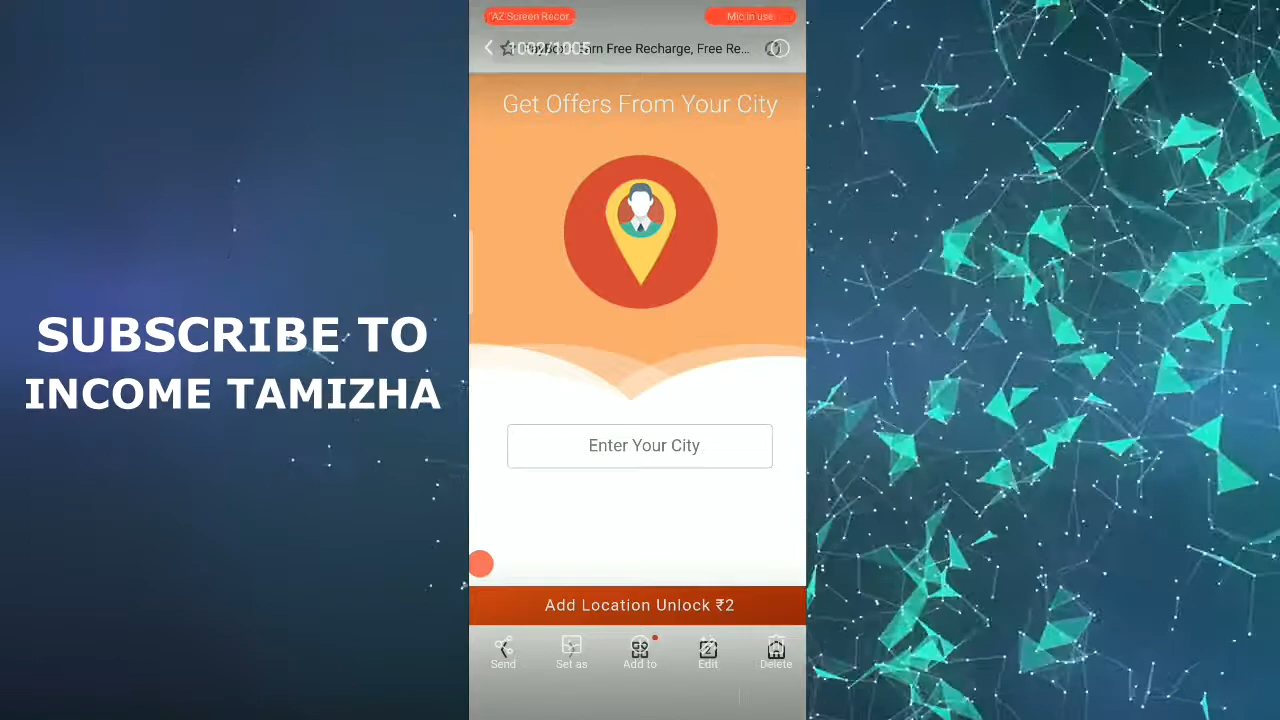 AZ Screen Recor...
Mic in use
Earn Free Recharge, Free Re...
Get Offers From Your City
SUBSCRIBE TO
INCOME TAMIZHA
Enter Your City
Add Location Unlock ₹2
Send
Set as
Add to
Edit
Delete